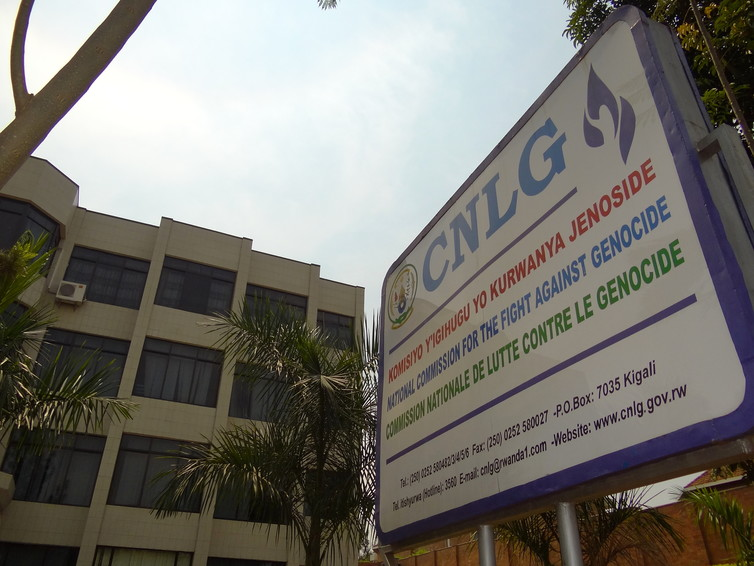 CNLG
KOMISIYO Y'IGIHUGU YO KURWANYA JENOSIDE
NATIONAL COMMISSION FOR THE FIGHT AGAINST GENOCIDE
COMMISSION NATIONALE DE LUTTE CONTRE LE GENOCIDE
Tel.: (250) 0252 580482/3/4/5/6 Fax: (250) 0252 580027 -P.O.Box: 7035 Kigali
Tel. Itishyurwa (Hotline): 3560 E-mail: cnlg@rwanda1.com -Website: www.cnlg.gov.rw